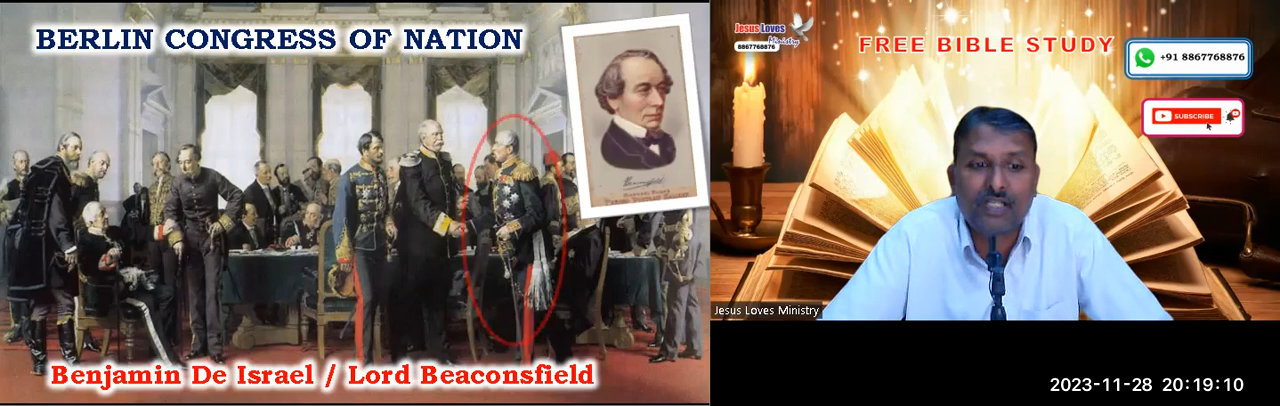 BERLIN CONGRESS OF NATION
Benjamin De Israel / Lord Beaconsfield
Jesus Loves
Ministry
8867768876
FREE BIBLE STUDY
+91 8867768876
SUBSCRIBE
Jesus Loves Ministry
2023-11-28 20:19:10